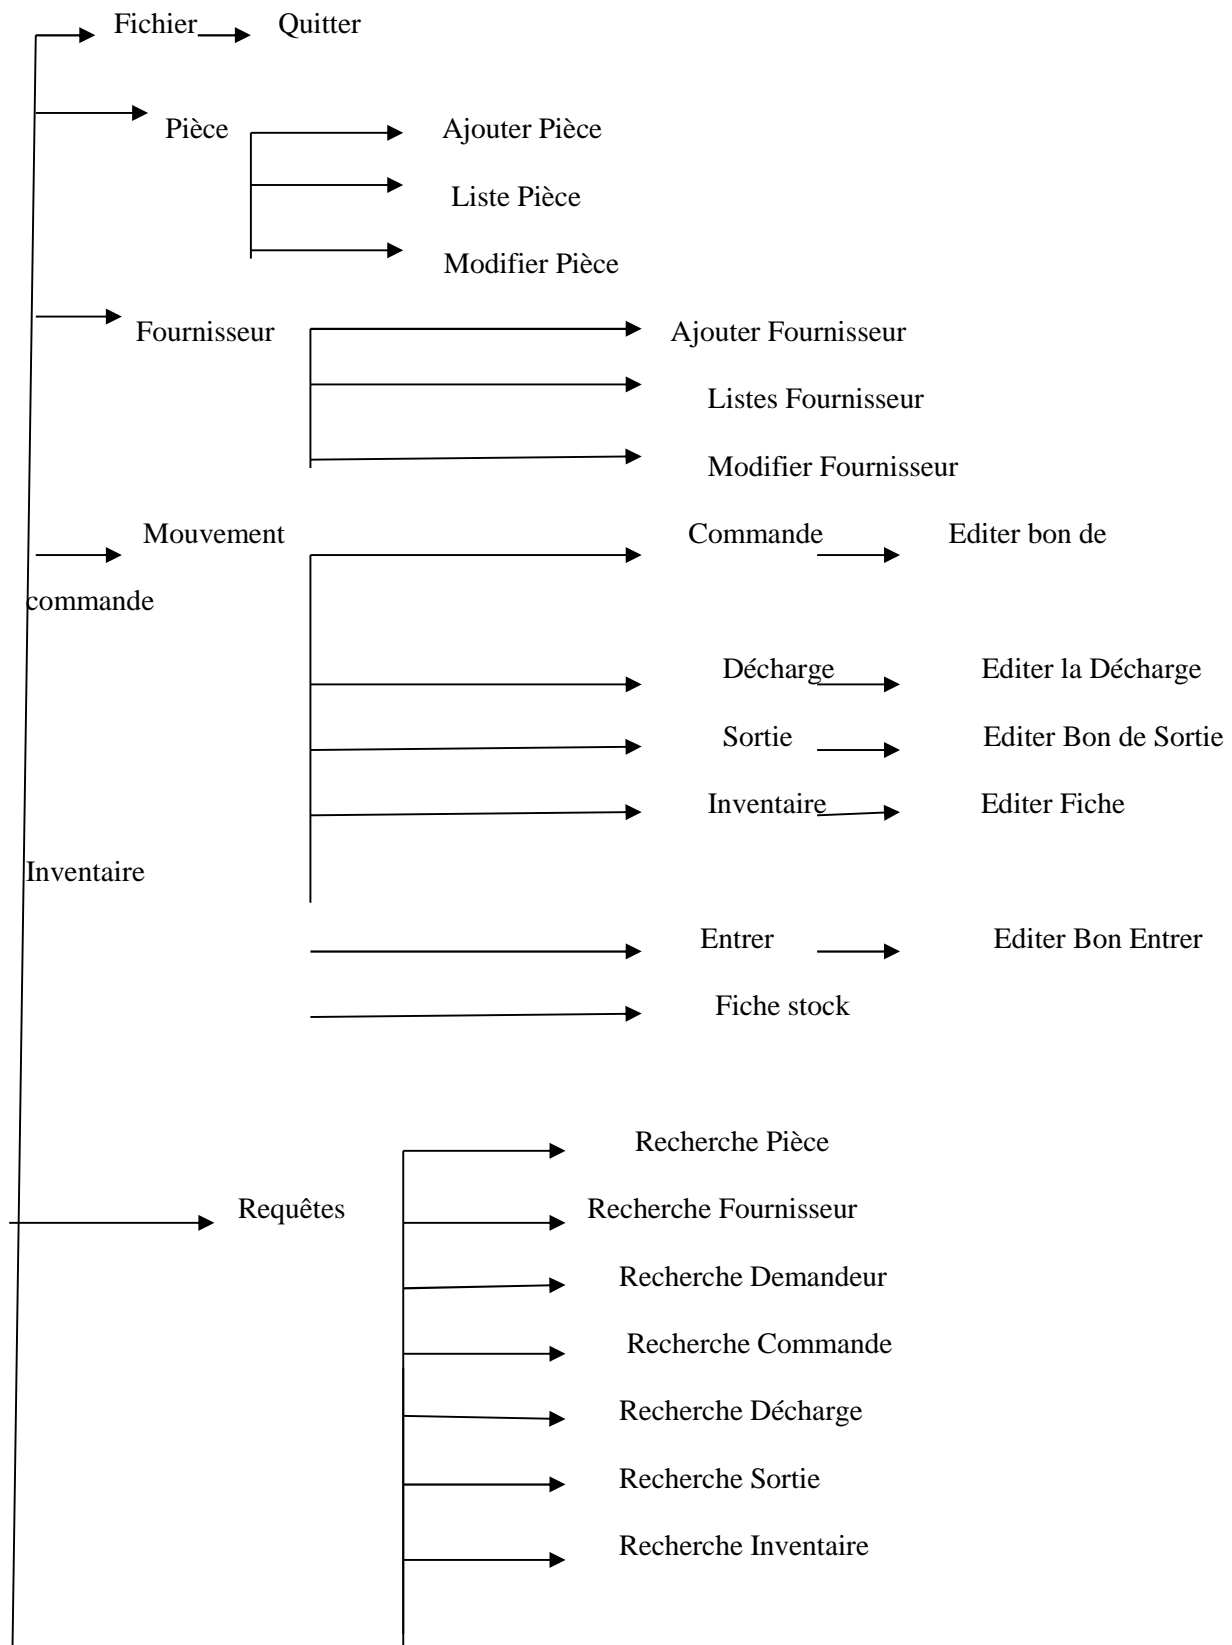 Fichier Quitter
Pièce Ajouter Pièce
Liste Pièce
Modifier Pièce
Fournisseur Ajouter Fournisseur
Listes Fournisseur
Modifier Fournisseur
Mouvement Commande Editer bon de
commande
Décharge Editer la Décharge
Sortie Editer Bon de Sortie
Inventaire Editer Fiche
Inventaire
Entrer Editer Bon Entrer
Fiche stock
Recherche Pièce
Requêtes Recherche Fournisseur
Recherche Demandeur
Recherche Commande
Recherche Décharge
Recherche Sortie
Recherche Inventaire